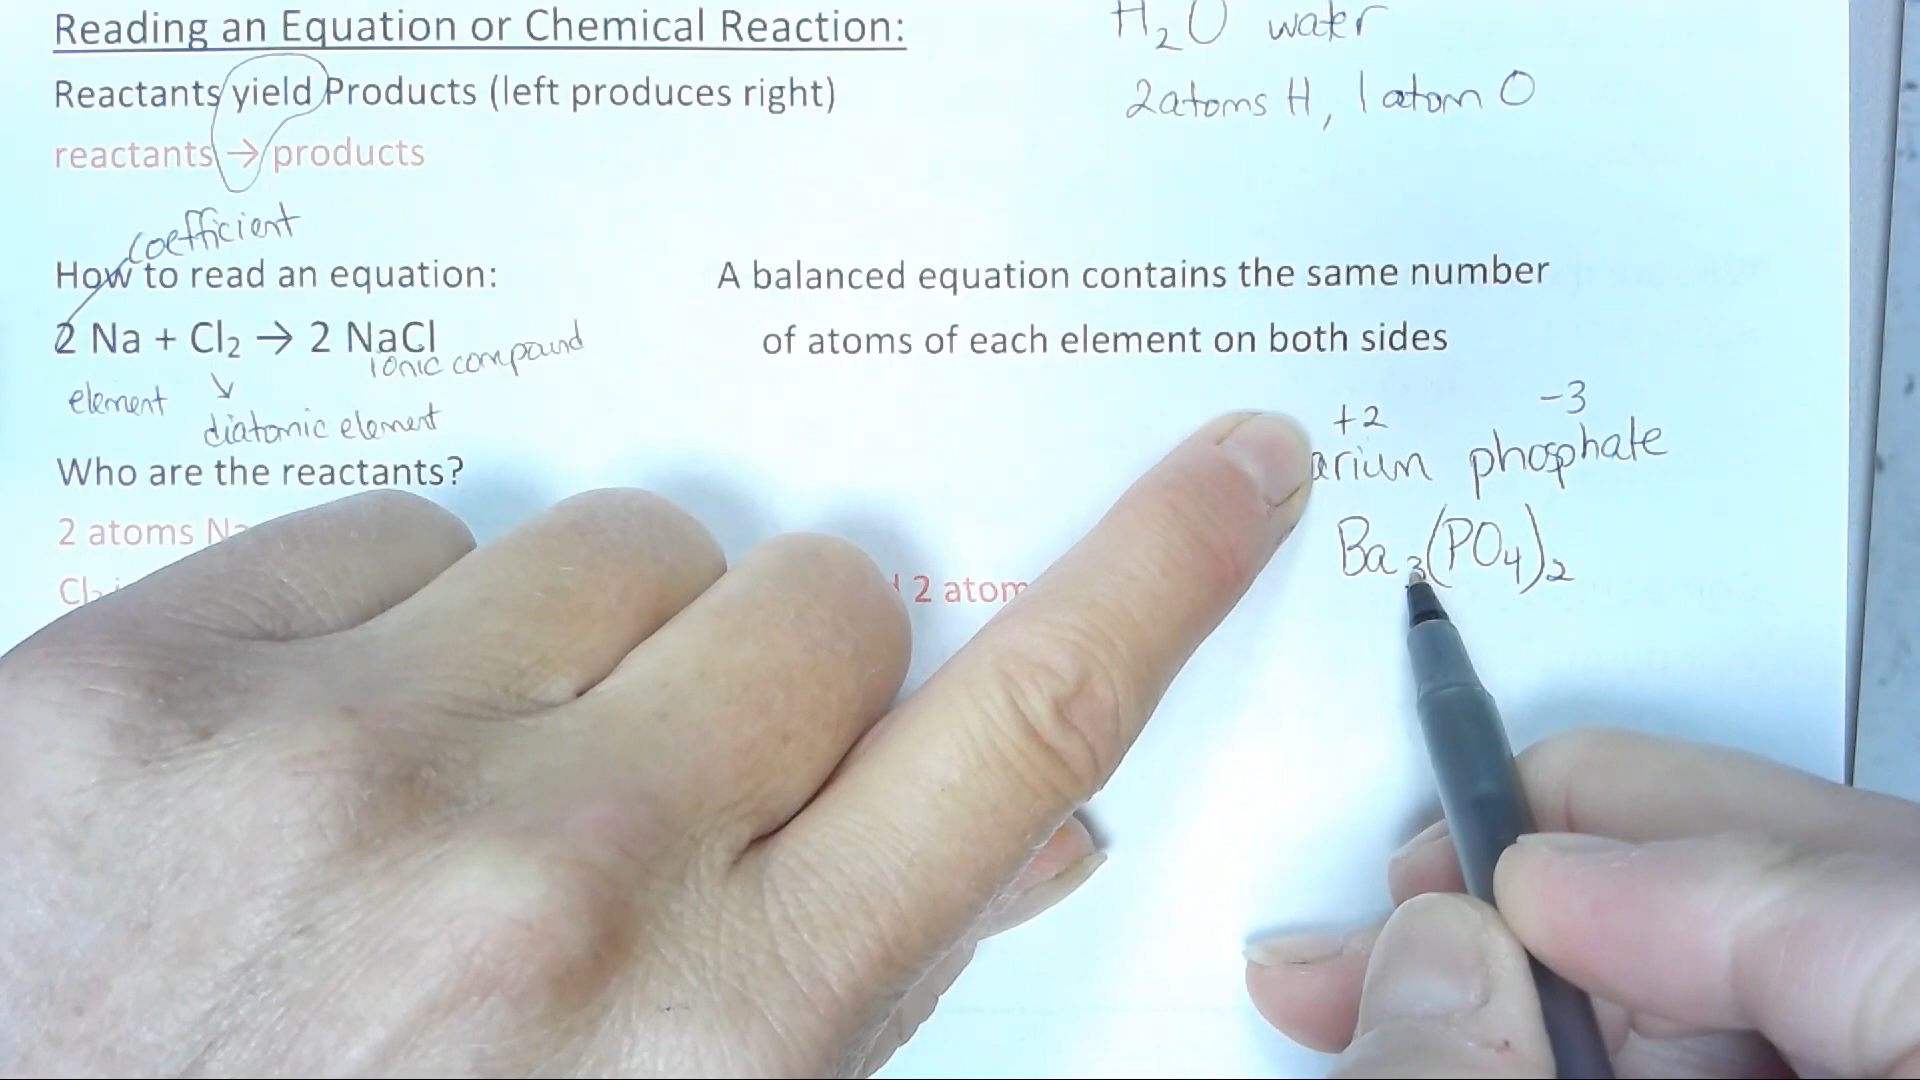 Reading an Equation or Chemical Reaction:
H₂O water
Reactants yield Products (left produces right)
2 atoms H, 1 atom O
reactants → products
coefficient
How to read an equation:
A balanced equation contains the same number
2 Na + Cl₂ → 2 NaCl
of atoms of each element on both sides
ionic compound
element ↘
diatomic element
+2 -3
arium phosphate
Who are the reactants?
Ba₃(PO₄)₂
2 atoms Na
2 atom